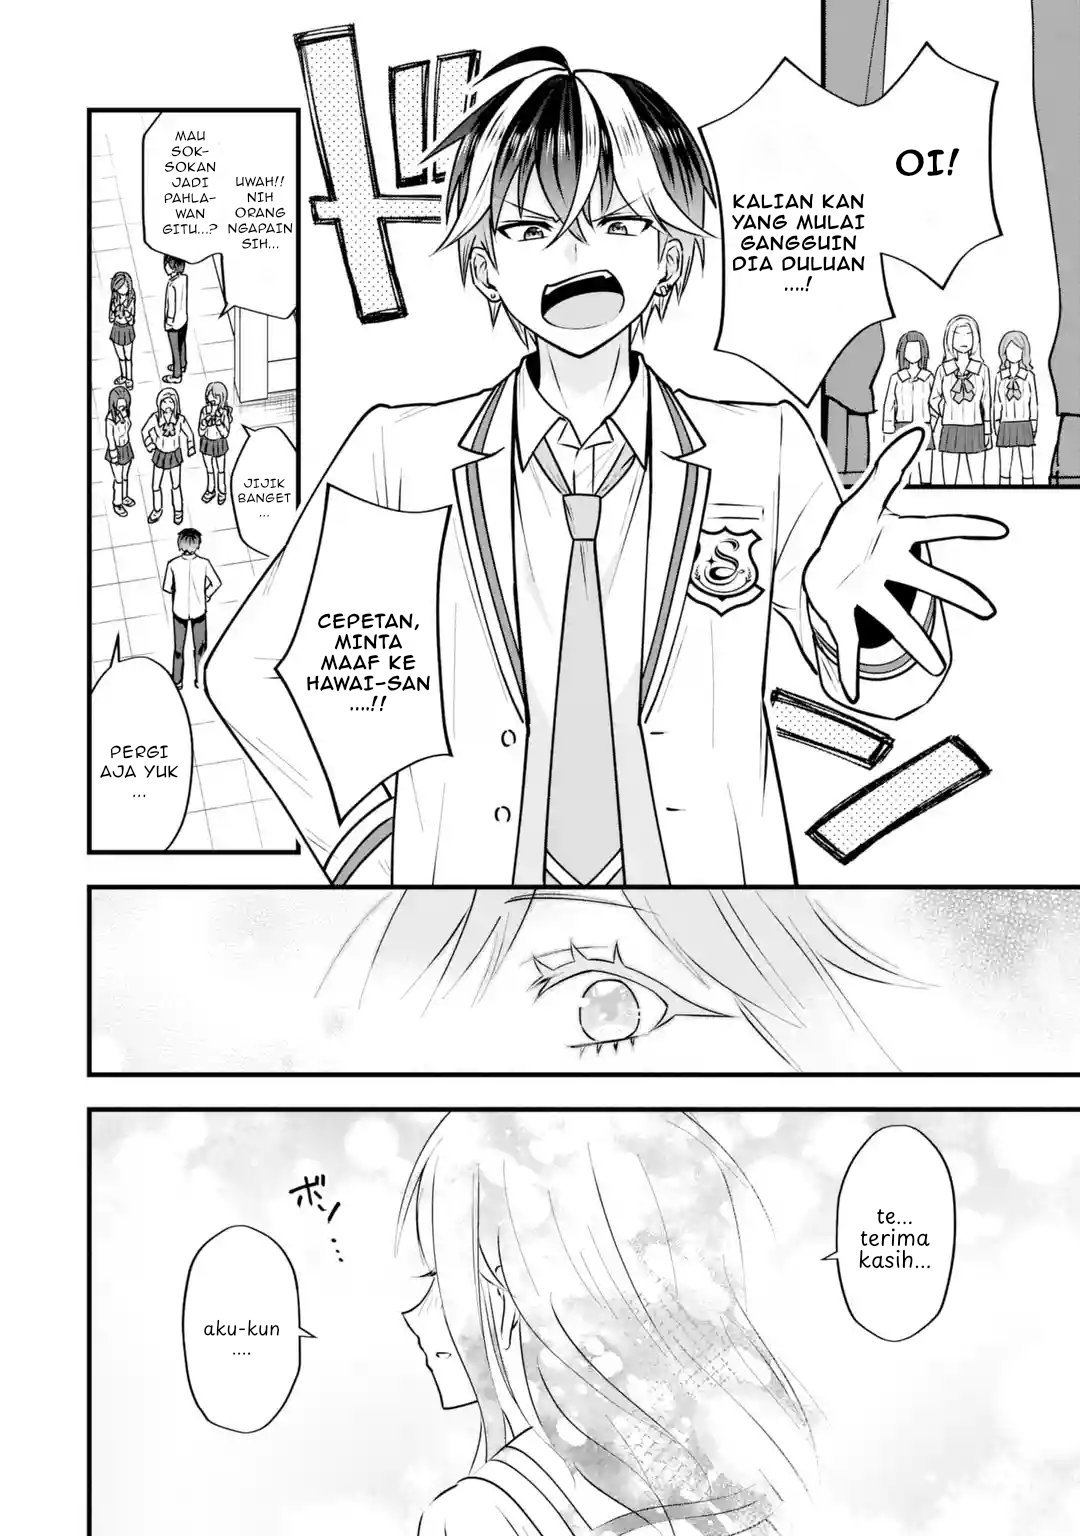 OI!
KALIAN KAN
YANG MULAI
GANGGUIN
DIA DULUAN
....!
CEPETAN,
MINTA
MAAF KE
HAWAI-SAN
....!!
UWAH!!
NIH
ORANG
NGAPAIN
SIH...
MAU
SOK-
SOKAN
JADI
PAHLA-
WAN
GITU...?
JIJIK
BANGET
...
PERGI
AJA YUK
...
S
te...
terima
kasih...
ボソ...
aku-kun
....